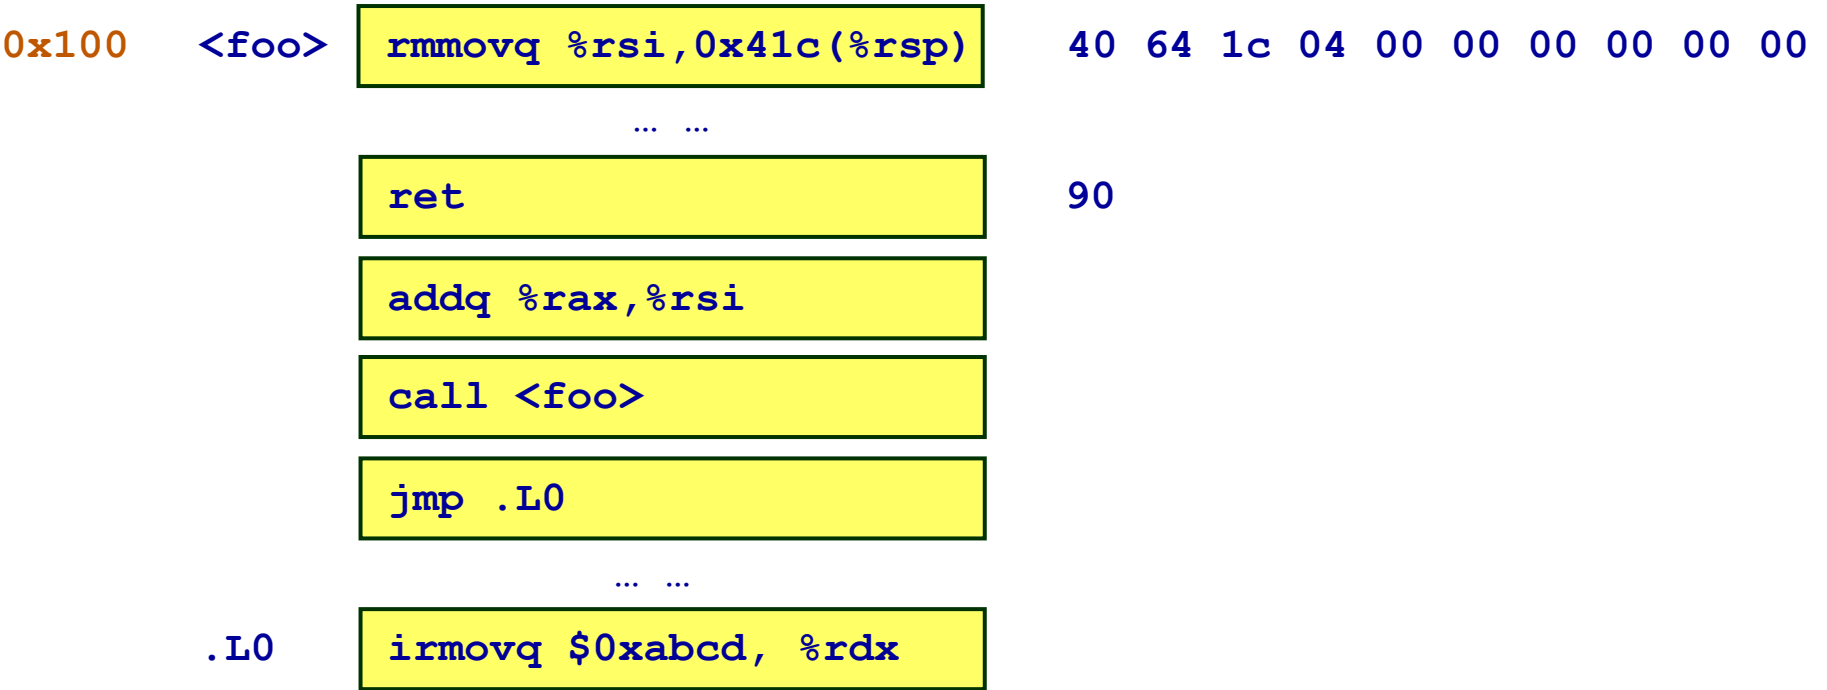 0x100 <foo> rmmovq %rsi,0x41c(%rsp) 40 64 1c 04 00 00 00 00 00 00
… …
ret 90
addq %rax,%rsi
call <foo>
jmp .L0
… …
.L0 irmovq $0xabcd, %rdx